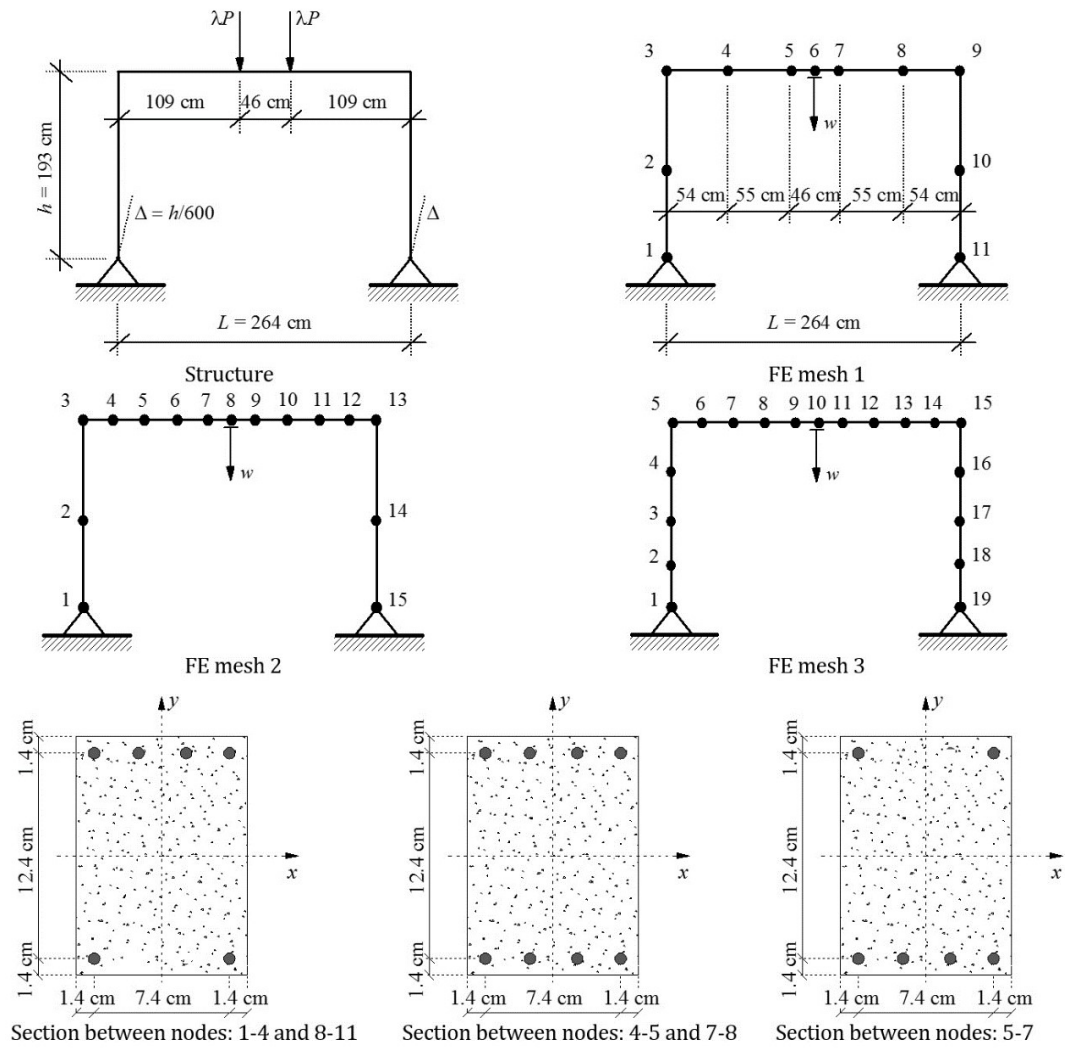 λP λP
109 cm 46 cm 109 cm
h = 193 cm
Δ = h/600
Δ
L = 264 cm
Structure
3 4 5 6 7 8 9
w
2 10
54 cm 55 cm 46 cm 55 cm 54 cm
1 11
L = 264 cm
FE mesh 1
3 4 5 6 7 8 9 10 11 12 13
w
2 14
1 15
FE mesh 2
5 6 7 8 9 10 11 12 13 14 15
4 w 16
3 17
2 18
1 19
FE mesh 3
y
1.4 cm
12.4 cm
x
1.4 cm
1.4 cm 7.4 cm 1.4 cm
Section between nodes: 1-4 and 8-11
y
1.4 cm
12.4 cm
x
1.4 cm
1.4 cm 7.4 cm 1.4 cm
Section between nodes: 4-5 and 7-8
y
1.4 cm
12.4 cm
x
1.4 cm
1.4 cm 7.4 cm 1.4 cm
Section between nodes: 5-7